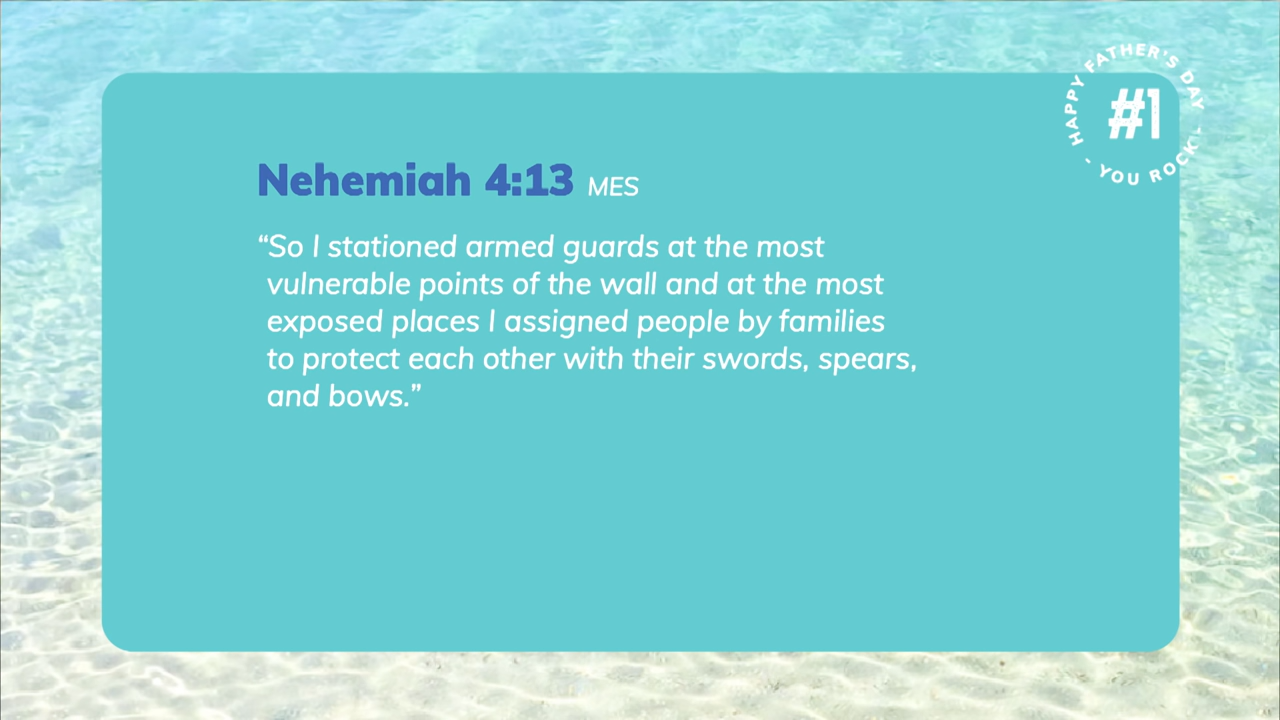 HAPPY FATHER'S DAY
#1
- YOU ROCK -
Nehemiah 4:13 MES
“So I stationed armed guards at the most
vulnerable points of the wall and at the most
exposed places I assigned people by families
to protect each other with their swords, spears,
and bows.”